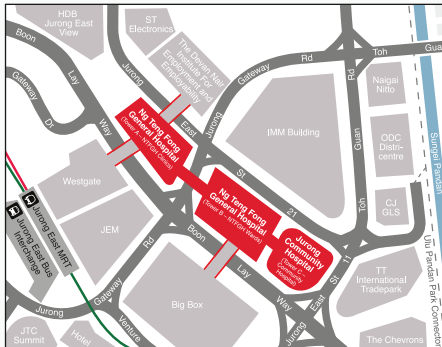 HDB
Jurong East
View
ST
Electronics
The Devan Nair
Institute For
Employment and
Employability
Boon
Lay
Way
Gateway
Dr
Jurong
East
St
21
Jurong
Gateway
Rd
Toh
Gua
Rd
Guan
Toh
Naigai
Nitto
ODC
Distri-
centre
CJ
GLS
Sungei Pandan
Ulu Pandan Park Connector
IMM Building
Ng Teng Fong
General Hospital
(Tower A – NTFGH Clinics)
Ng Teng Fong
General Hospital
(Tower B – NTFGH Wards)
Jurong
Community
Hospital
(Tower C –
Community
Hospital)
Westgate
JEM
Jurong East MRT
Jurong East Bus
Interchange
Jurong
Gateway
Rd
Boon
Lay
Way
Big Box
Venture
JTC
Summit
Hotel
Jurong
East
St
11
TT
International
Tradepark
The Chevrons